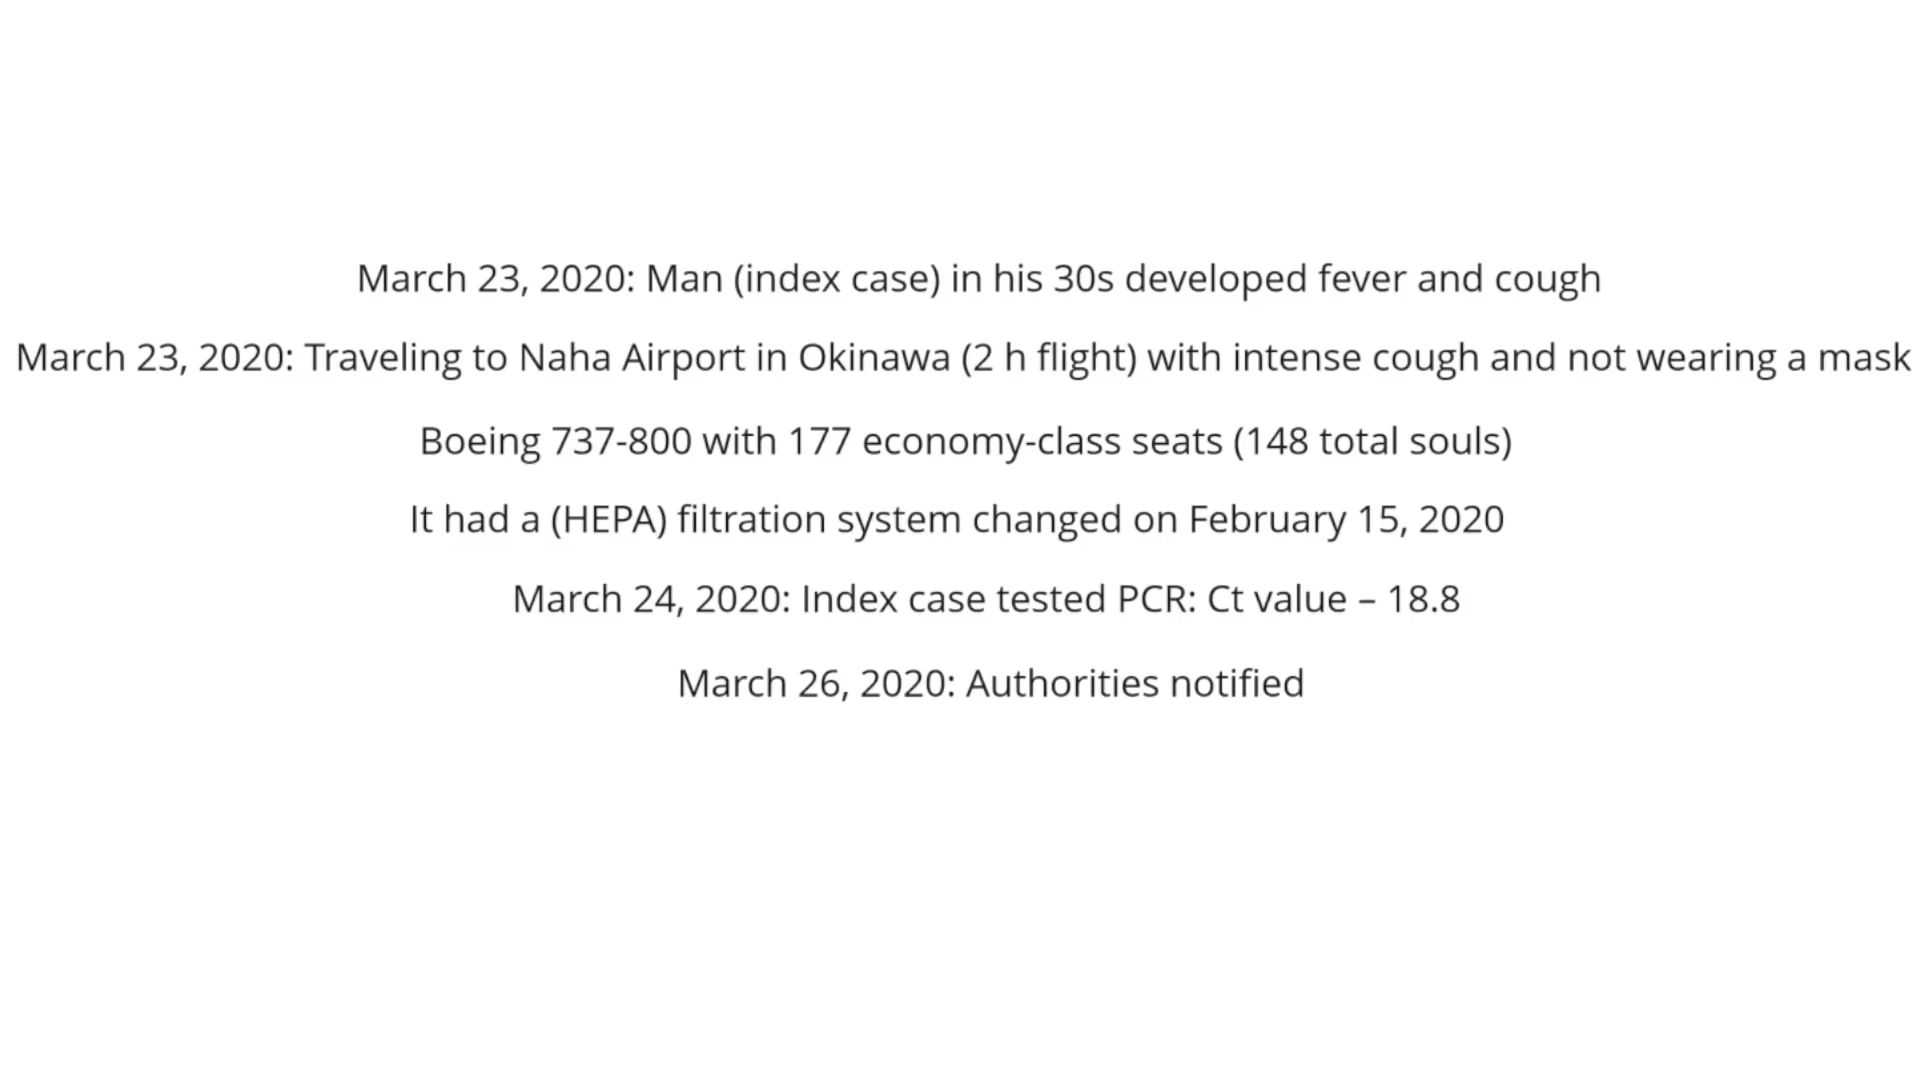 March 23, 2020: Man (index case) in his 30s developed fever and cough
March 23, 2020: Traveling to Naha Airport in Okinawa (2 h flight) with intense cough and not wearing a mask
Boeing 737-800 with 177 economy-class seats (148 total souls)
It had a (HEPA) filtration system changed on February 15, 2020
March 24, 2020: Index case tested PCR: Ct value – 18.8
March 26, 2020: Authorities notified